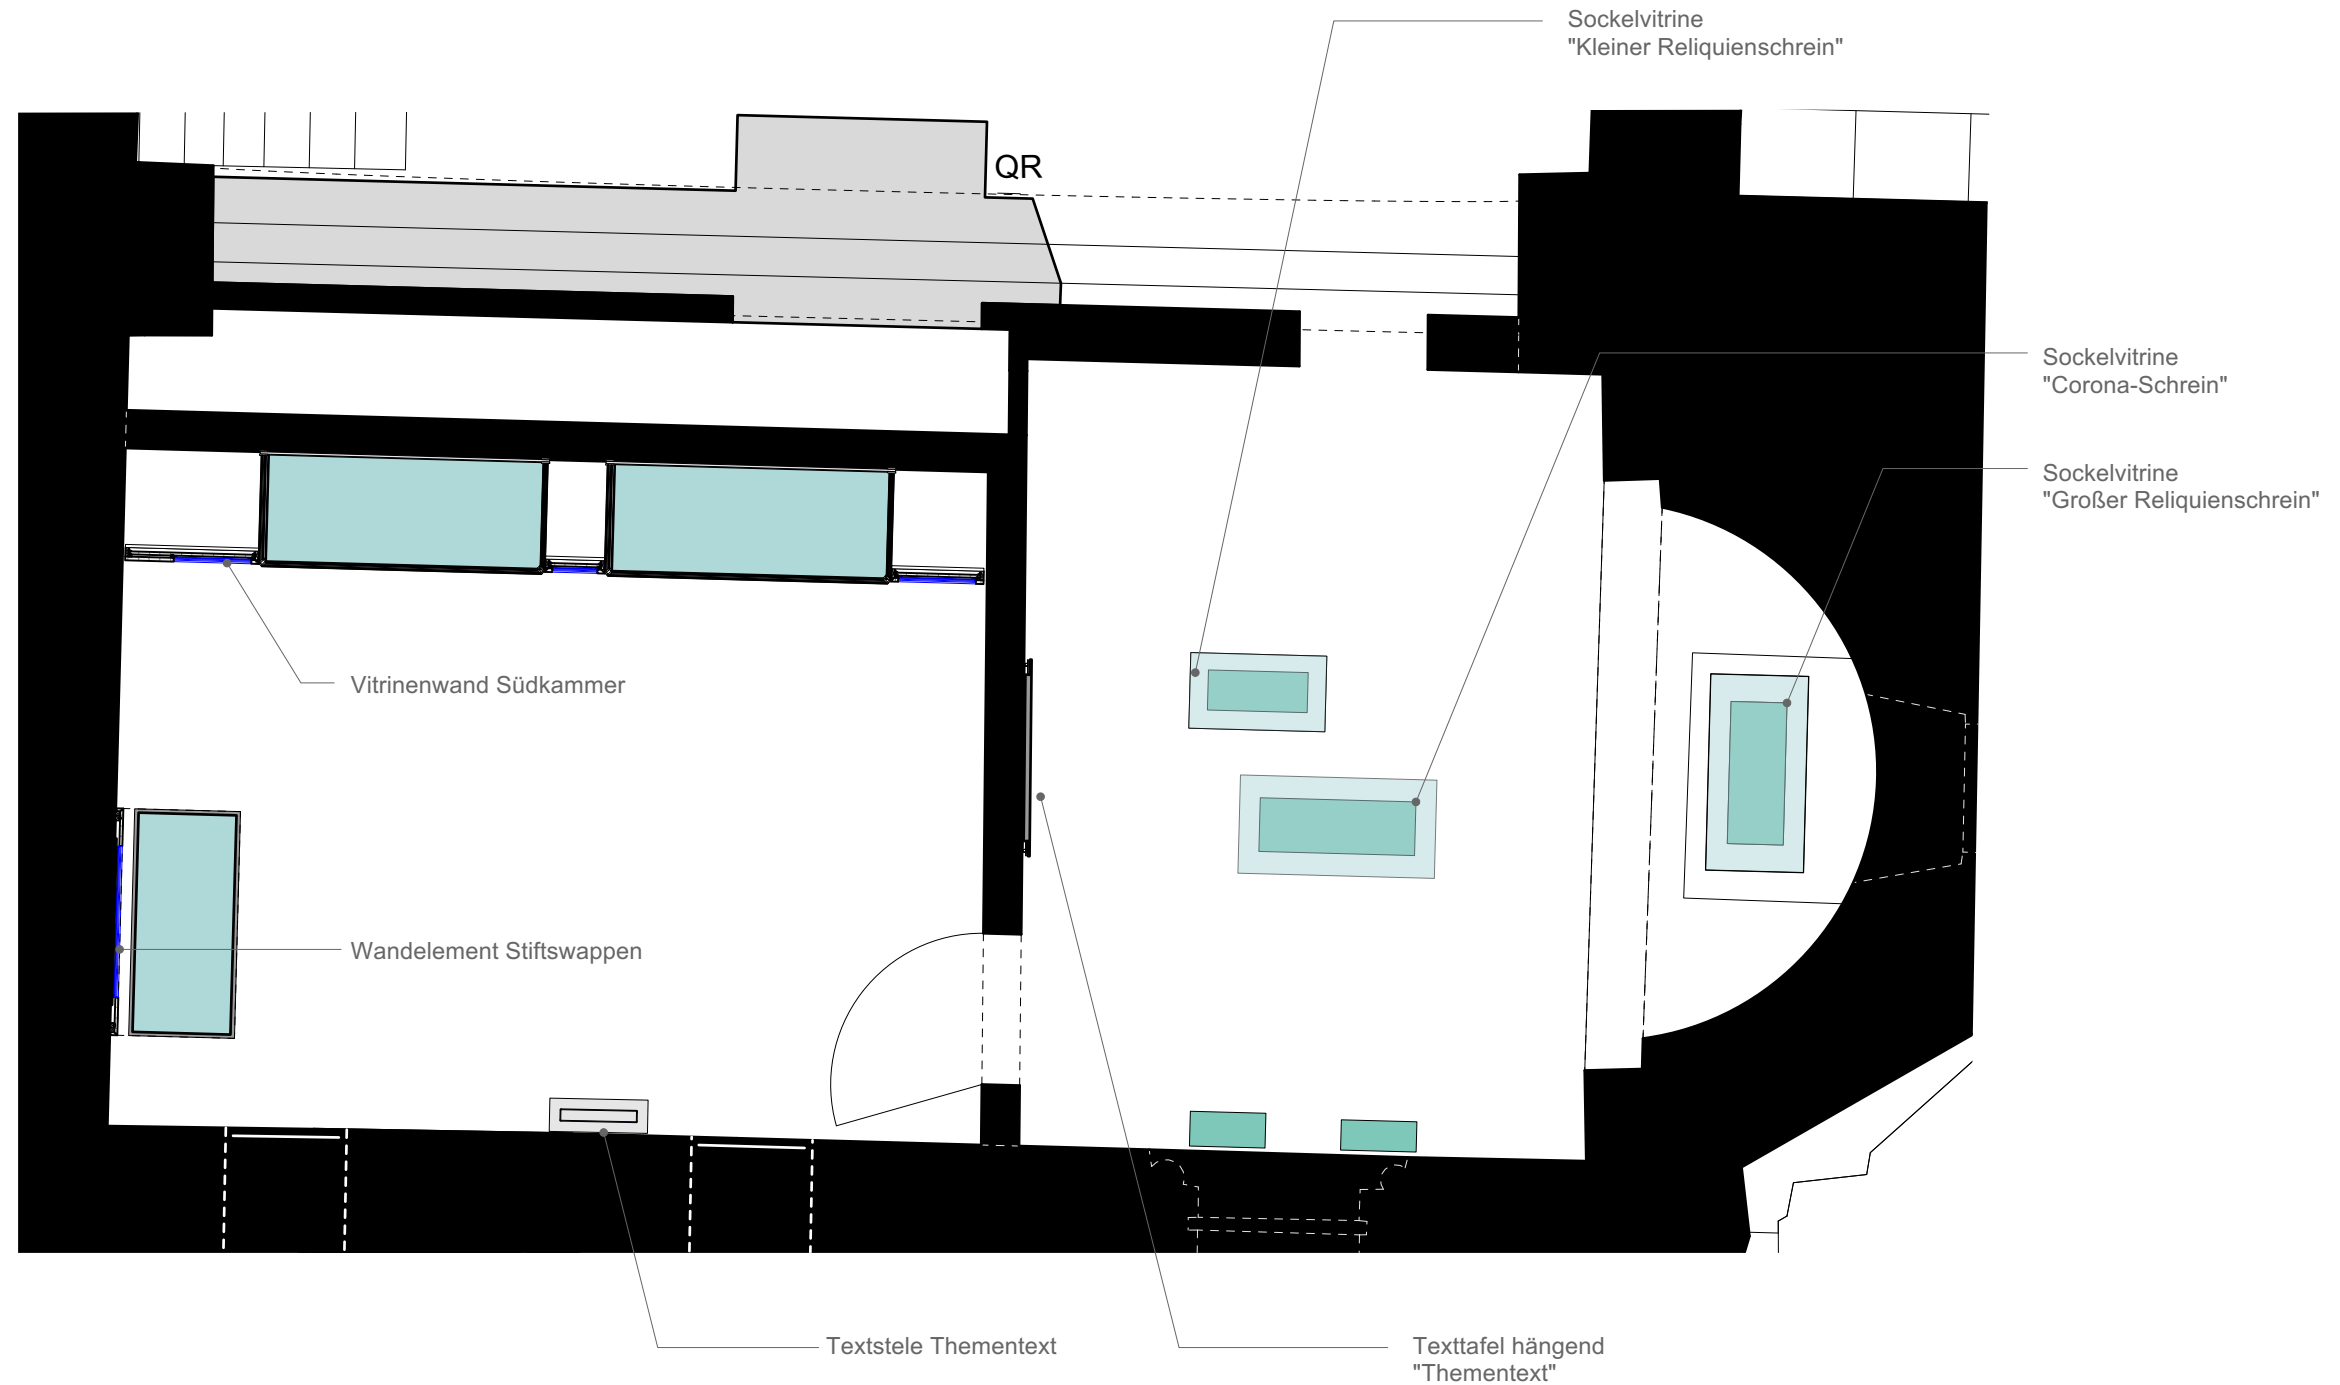 Sockelvitrine
"Kleiner Reliquienschrein"
QR
Sockelvitrine
"Corona-Schrein"
Sockelvitrine
"Großer Reliquienschrein"
Vitrinenwand Südkammer
Wandelement Stiftswappen
Textstele Thementext
Texttafel hängend
"Thementext"